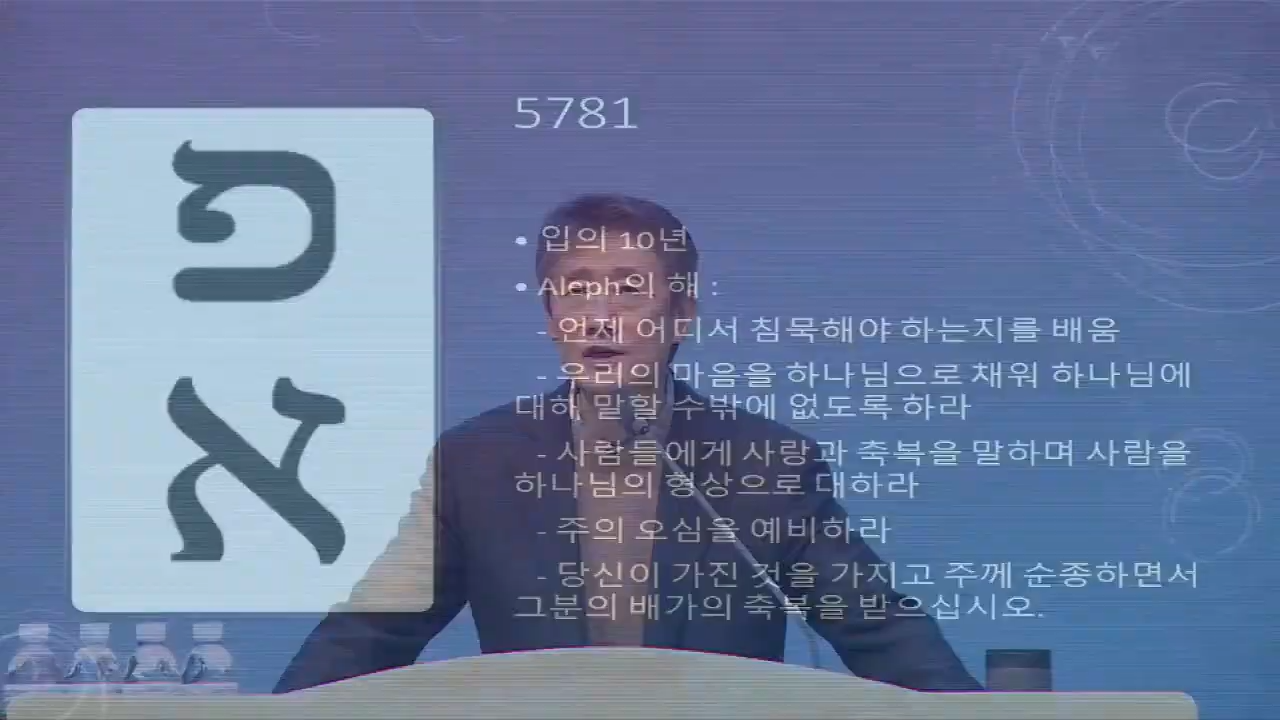 פ
א
5781
• 입의 10년
• Aleph의 해 :
- 언제 어디서 침묵해야 하는지를 배움
- 우리의 마음을 하나님으로 채워 하나님에
대해 말할 수밖에 없도록 하라
- 사람들에게 사랑과 축복을 말하며 사람을
하나님의 형상으로 대하라
- 주의 오심을 예비하라
- 당신이 가진 것을 가지고 주께 순종하면서
그분의 배가의 축복을 받으십시오.